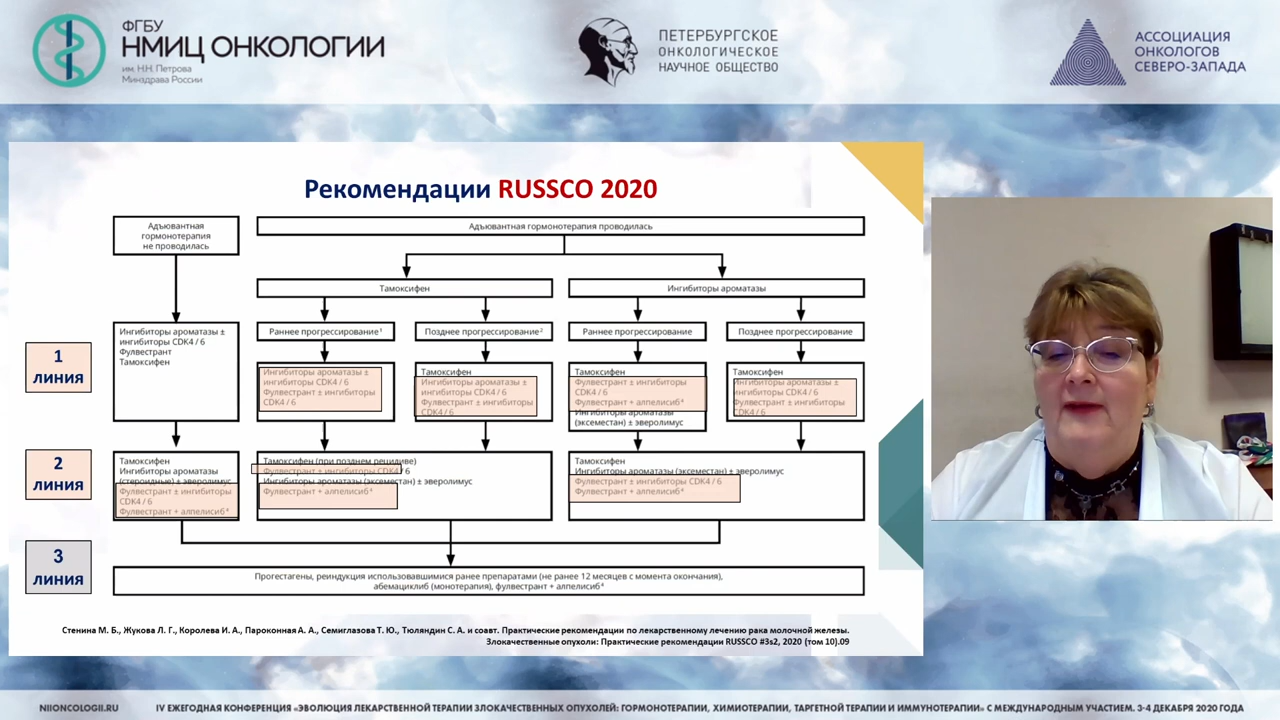 ФГБУ
НМИЦ ОНКОЛОГИИ
им. Н.Н. Петрова
Минздрава России
ПЕТЕРБУРГСКОЕ
ОНКОЛОГИЧЕСКОЕ
НАУЧНОЕ ОБЩЕСТВО
АССОЦИАЦИЯ
ОНКОЛОГОВ
СЕВЕРО-ЗАПАДА
Рекомендации RUSSCO 2020
Адъювантная
гормонотерапия
не проводилась
Адъювантная гормонотерапия проводилась
Тамоксифен
Ингибиторы ароматазы
Раннее прогрессирование¹
Позднее прогрессирование²
Раннее прогрессирование
Позднее прогрессирование
1
линия
Ингибиторы ароматазы ±
ингибиторы CDK4 / 6
Фулвестрант
Тамоксифен
Ингибиторы ароматазы ±
ингибиторы CDK4 / 6
Фулвестрант ± ингибиторы
CDK4 / 6
Тамоксифен
Ингибиторы ароматазы ±
ингибиторы CDK4 / 6
Фулвестрант ± ингибиторы
CDK4 / 6
Тамоксифен
Фулвестрант ± ингибиторы
CDK4 / 6
Фулвестрант + алпелисиб⁴
Ингибиторы ароматазы
(эксеместан) ± эверолимус
Тамоксифен
Ингибиторы ароматазы ±
ингибиторы CDK4 / 6
Фулвестрант ± ингибиторы
CDK4 / 6
2
линия
Тамоксифен
Ингибиторы ароматазы
(стероидные) ± эверолимус
Фулвестрант ± ингибиторы
CDK4 / 6
Фулвестрант + алпелисиб⁴
Тамоксифен (при позднем рецидиве)
Фулвестрант ± ингибиторы CDK4 / 6
Ингибиторы ароматазы (эксеместан) ± эверолимус
Фулвестрант + алпелисиб⁴
Тамоксифен
Ингибиторы ароматазы (эксеместан) ± эверолимус
Фулвестрант ± ингибиторы CDK4 / 6
Фулвестрант + алпелисиб⁴
3
линия
Прогестагены, реиндукция использовавшимися ранее препаратами (не ранее 12 месяцев с момента окончания),
абемациклиб (монотерапия), фулвестрант + алпелисиб⁴
Стенина М. Б., Жукова Л. Г., Королева И. А., Пароконная А. А., Семиглазова Т. Ю., Тюляндин С. А. и соавт. Практические рекомендации по лекарственному лечению рака молочной железы.
Злокачественные опухоли: Практические рекомендации RUSSCO #3s2, 2020 (том 10).09
NIIONCOLOGII.RU
IV ЕЖЕГОДНАЯ КОНФЕРЕНЦИЯ «ЭВОЛЮЦИЯ ЛЕКАРСТВЕННОЙ ТЕРАПИИ ЗЛОКАЧЕСТВЕННЫХ ОПУХОЛЕЙ: ГОРМОНОТЕРАПИИ, ХИМИОТЕРАПИИ, ТАРГЕТНОЙ ТЕРАПИИ И ИММУНОТЕРАПИИ» С МЕЖДУНАРОДНЫМ УЧАСТИЕМ. 3-4 ДЕКАБРЯ 2020 ГОДА